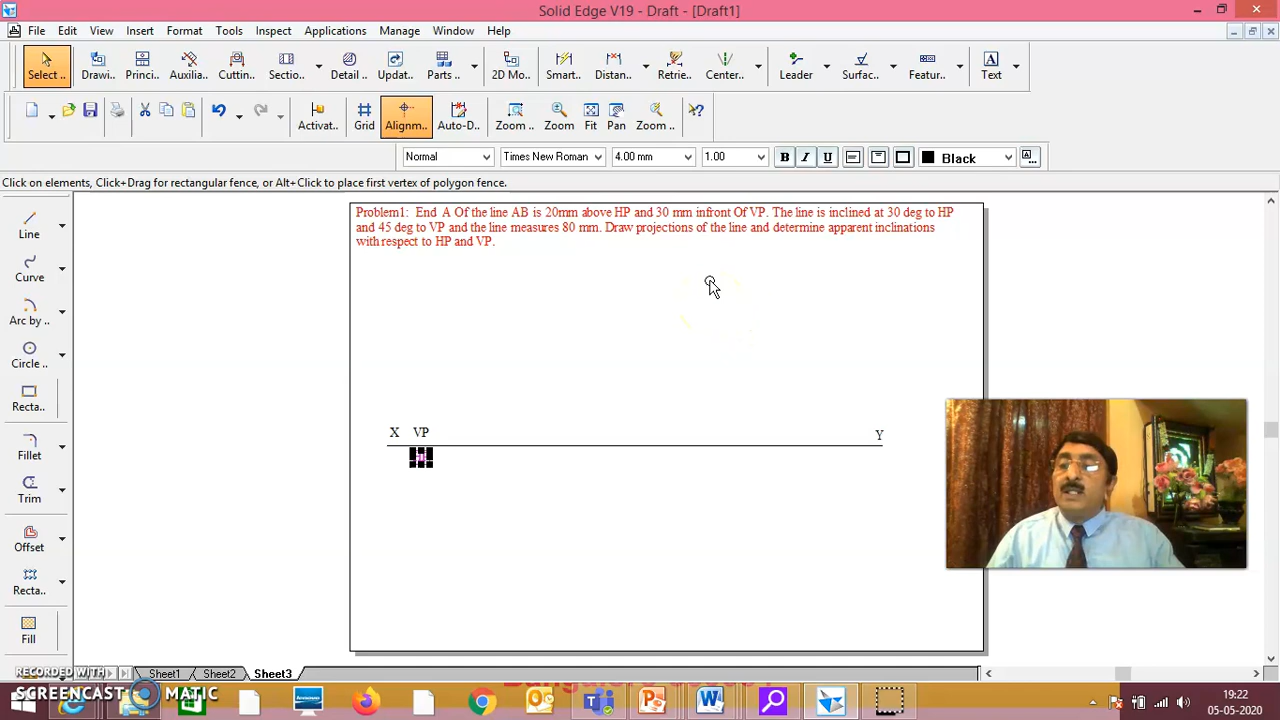 Solid Edge V19 - Draft - [Draft1]
File Edit View Insert Format Tools Inspect Applications Manage Window Help
Select .. Drawi.. Princi.. Auxilia.. Cuttin.. Sectio.. Detail .. Updat.. Parts .. 2D Mo.. Smart.. Distan.. Retrie.. Center.. Leader Surfac.. Featur.. Text
Activat.. Grid Alignm.. Auto-D.. Zoom .. Zoom Fit Pan Zoom ..
Normal Times New Roman 4.00 mm 1.00 B I U Black
Click on elements, Click+Drag for rectangular fence, or Alt+Click to place first vertex of polygon fence.
Line
Curve
Arc by ..
Circle ..
Recta..
Fillet
Trim
Offset
Recta..
Fill
Problem1: End A Of the line AB is 20mm above HP and 30 mm infront Of VP. The line is inclined at 30 deg to HP
and 45 deg to VP and the line measures 80 mm. Draw projections of the line and determine apparent inclinations
with respect to HP and VP.
X VP Y
Sheet1 Sheet2 Sheet3
RECORDED WITH
SCREENCAST MATIC
19:22
05-05-2020